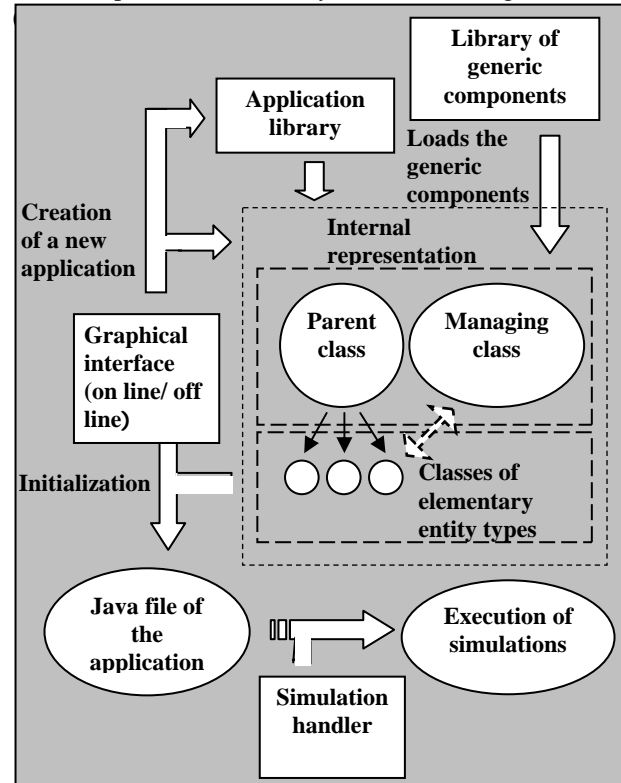 Library of
generic
components
Application
library
Loads the
generic
components
Creation
of a new
application
Internal
representation
Parent
class
Managing
class
Graphical
interface
(on line/ off
line)
Initialization
Classes of
elementary
entity types
Java file of
the
application
Execution of
simulations
Simulation
handler